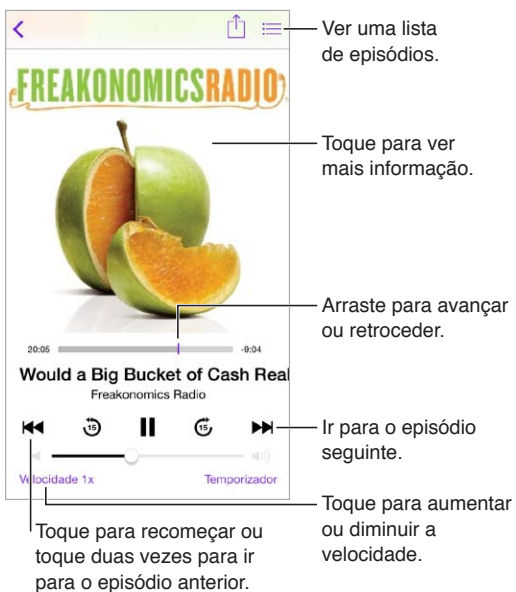 Ver uma lista
de episódios.
FREAKONOMICSRADIO
Toque para ver
mais informação.
Arraste para avançar
ou retroceder.
20:05 -9:04
Would a Big Bucket of Cash Real
Freakonomics Radio
15 15
Ir para o episódio
seguinte.
Velocidade 1x Temporizador
Toque para aumentar
ou diminuir a
velocidade.
Toque para recomeçar ou
toque duas vezes para ir
para o episódio anterior.